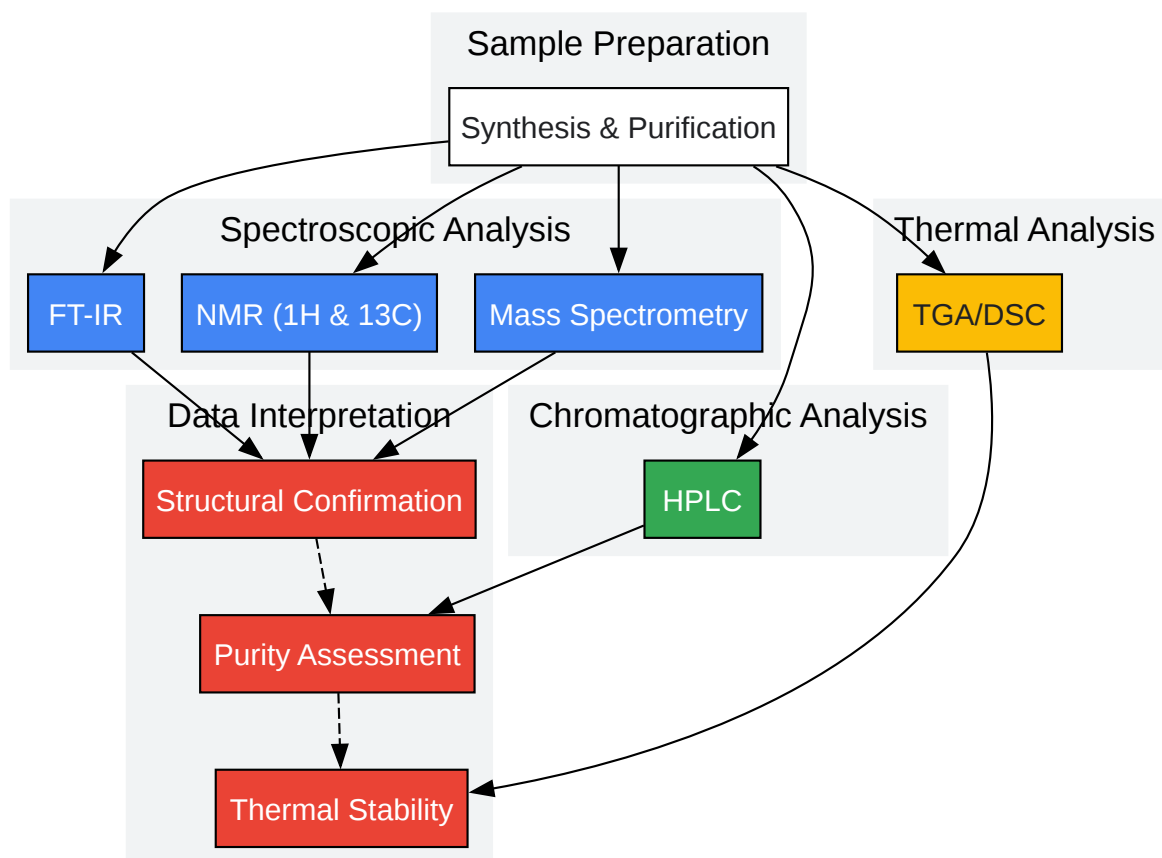 Sample Preparation
Synthesis & Purification
Spectroscopic Analysis
Thermal Analysis
FT-IR
NMR (1H & 13C)
Mass Spectrometry
TGA/DSC
Data Interpretation
Chromatographic Analysis
Structural Confirmation
HPLC
Purity Assessment
Thermal Stability